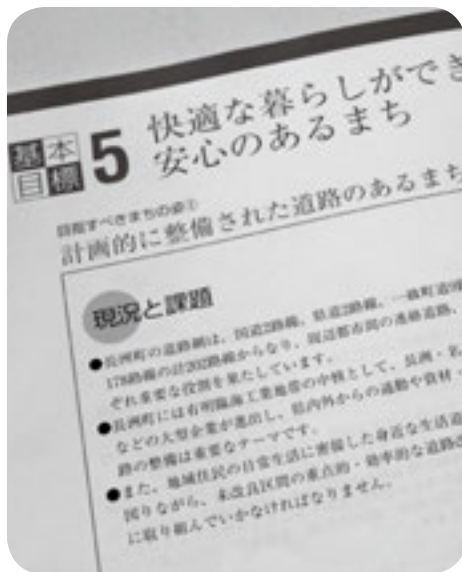 基本目標 5
快適な暮らしができ
安心のあるまち
目指すべきまちの姿①
計画的に整備された道路のあるまち
現況と課題
●長洲町の道路網は、国道2路線、県道2路線、一級町道
178路線の計202路線からなり、周辺都市間の連絡道路、
ぞれ重要な役割を果たしています。
●長洲町には有明臨海工業地帯の中核として、長洲・名
などの大型企業が進出し、県内外からの通勤や資材・
路の整備は重要なテーマです。
●また、地域住民の日常生活に密着した身近な生活道
図りながら、未改良区間の重点的・効率的な道路
に取り組んでいかなければなりません。